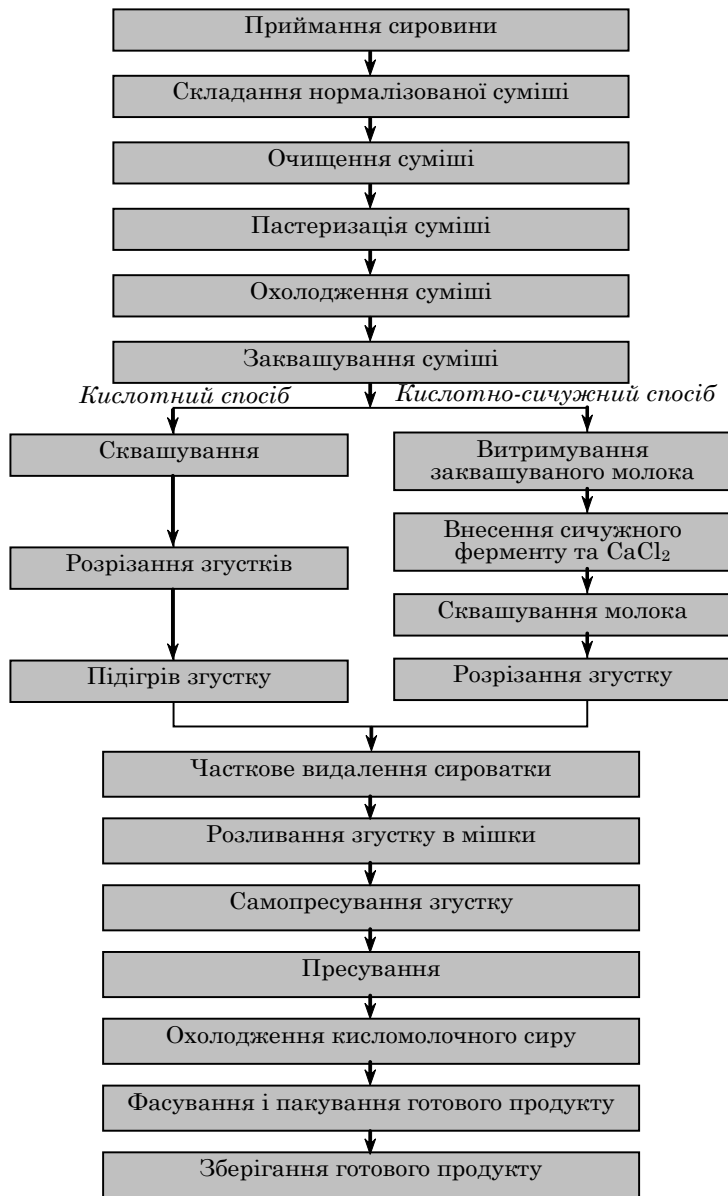 Приймання сировини
Складання нормалізованої суміші
Очищення суміші
Пастеризація суміші
Охолодження суміші
Заквашування суміші
Кислотний спосіб
Кислотно-сичужний спосіб
Сквашування
Розрізання згустків
Підігрів згустку
Витримування
заквашуваного молока
Внесення сичужного
ферменту та CaCl₂
Сквашування молока
Розрізання згустку
Часткове видалення сироватки
Розливання згустку в мішки
Самопресування згустку
Пресування
Охолодження кисломолочного сиру
Фасування і пакування готового продукту
Зберігання готового продукту